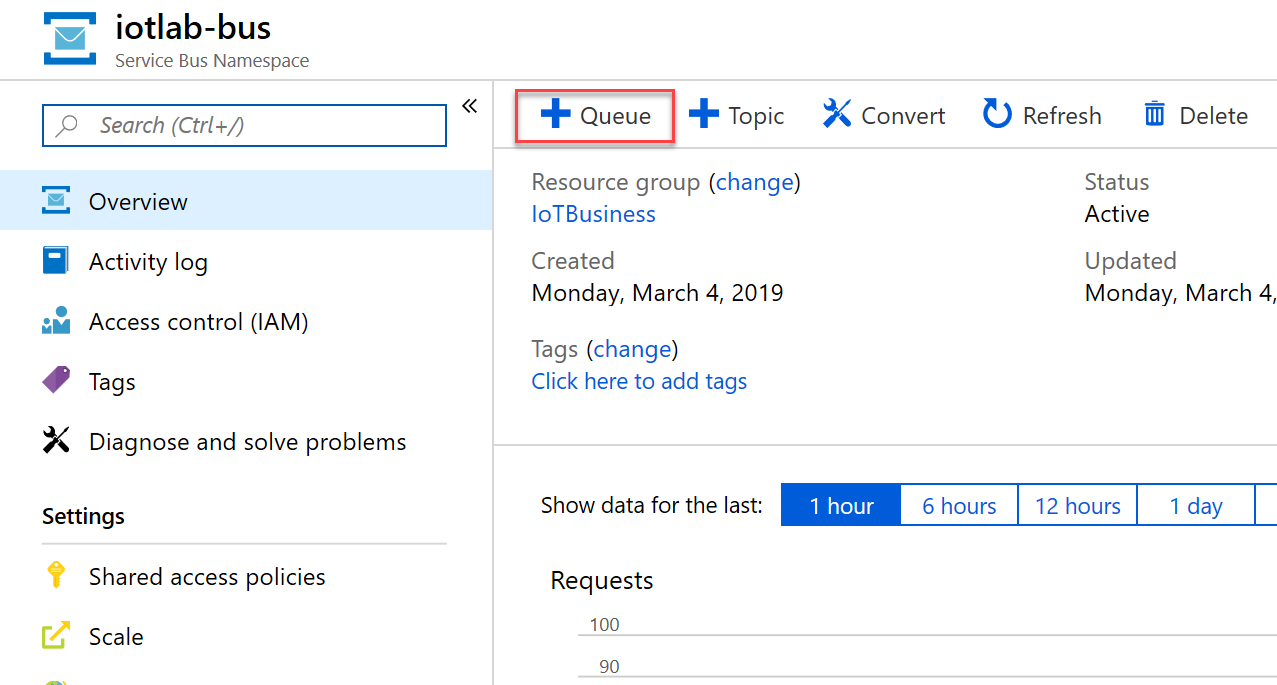 iotlab-bus
Service Bus Namespace
Search (Ctrl+/)
Overview
Activity log
Access control (IAM)
Tags
Diagnose and solve problems
Settings
Shared access policies
Scale
Queue
Topic
Convert
Refresh
Delete
Resource group (change)
IoTBusiness
Created
Monday, March 4, 2019
Tags (change)
Click here to add tags
Status
Active
Updated
Monday, March 4,
Show data for the last:
1 hour
6 hours
12 hours
1 day
Requests
100
90